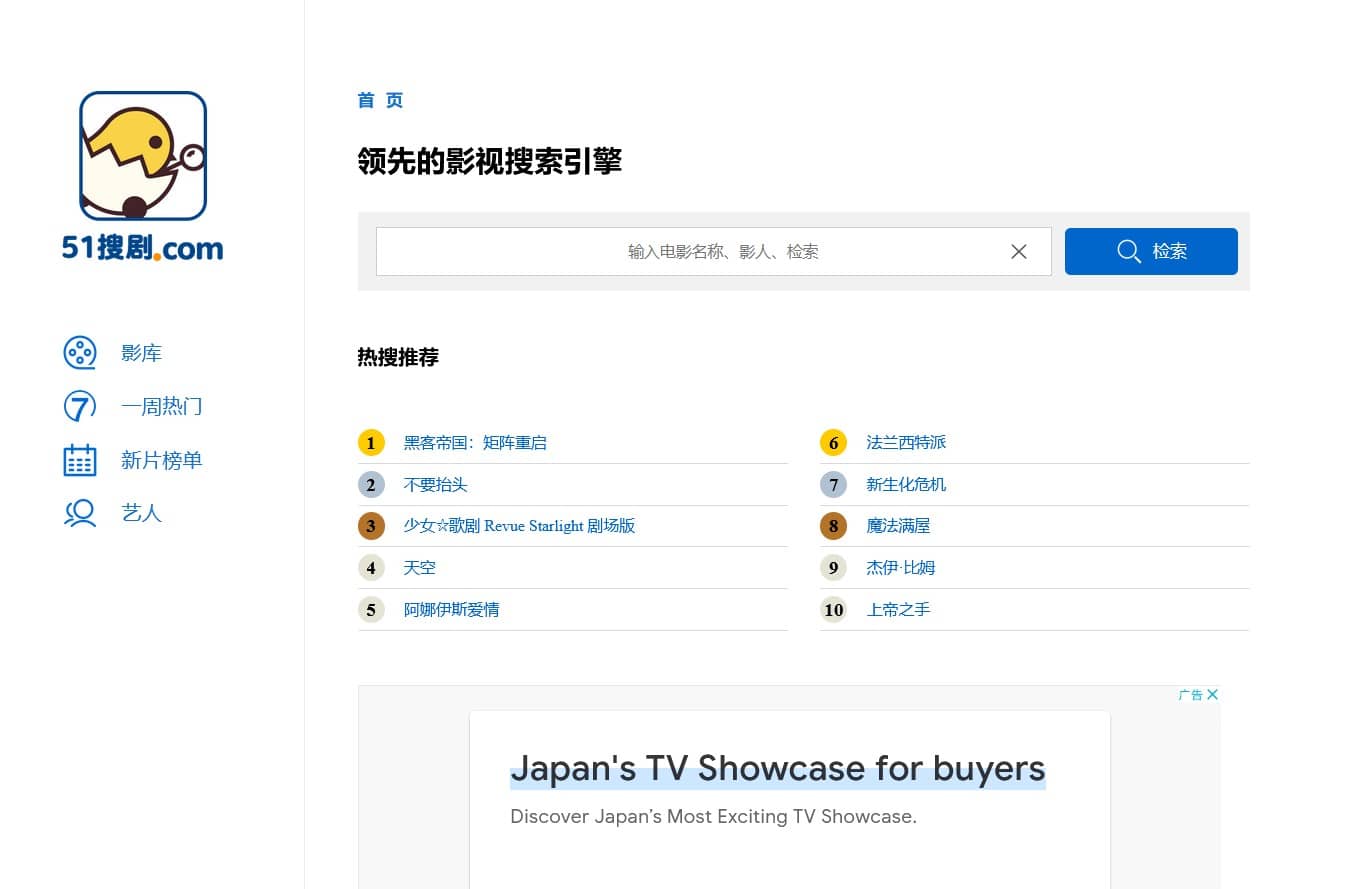 51搜剧.com
影库
7
一周热门
新片榜单
艺人
首 页
领先的影视搜索引擎
输入电影名称、影人、检索
检索
热搜推荐
1 黑客帝国：矩阵重启
2 不要抬头
3 少女☆歌剧 Revue Starlight 剧场版
4 天空
5 阿娜伊斯爱情
6 法兰西特派
7 新生化危机
8 魔法满屋
9 杰伊·比姆
10 上帝之手
广告
Japan's TV Showcase for buyers
Discover Japan’s Most Exciting TV Showcase.